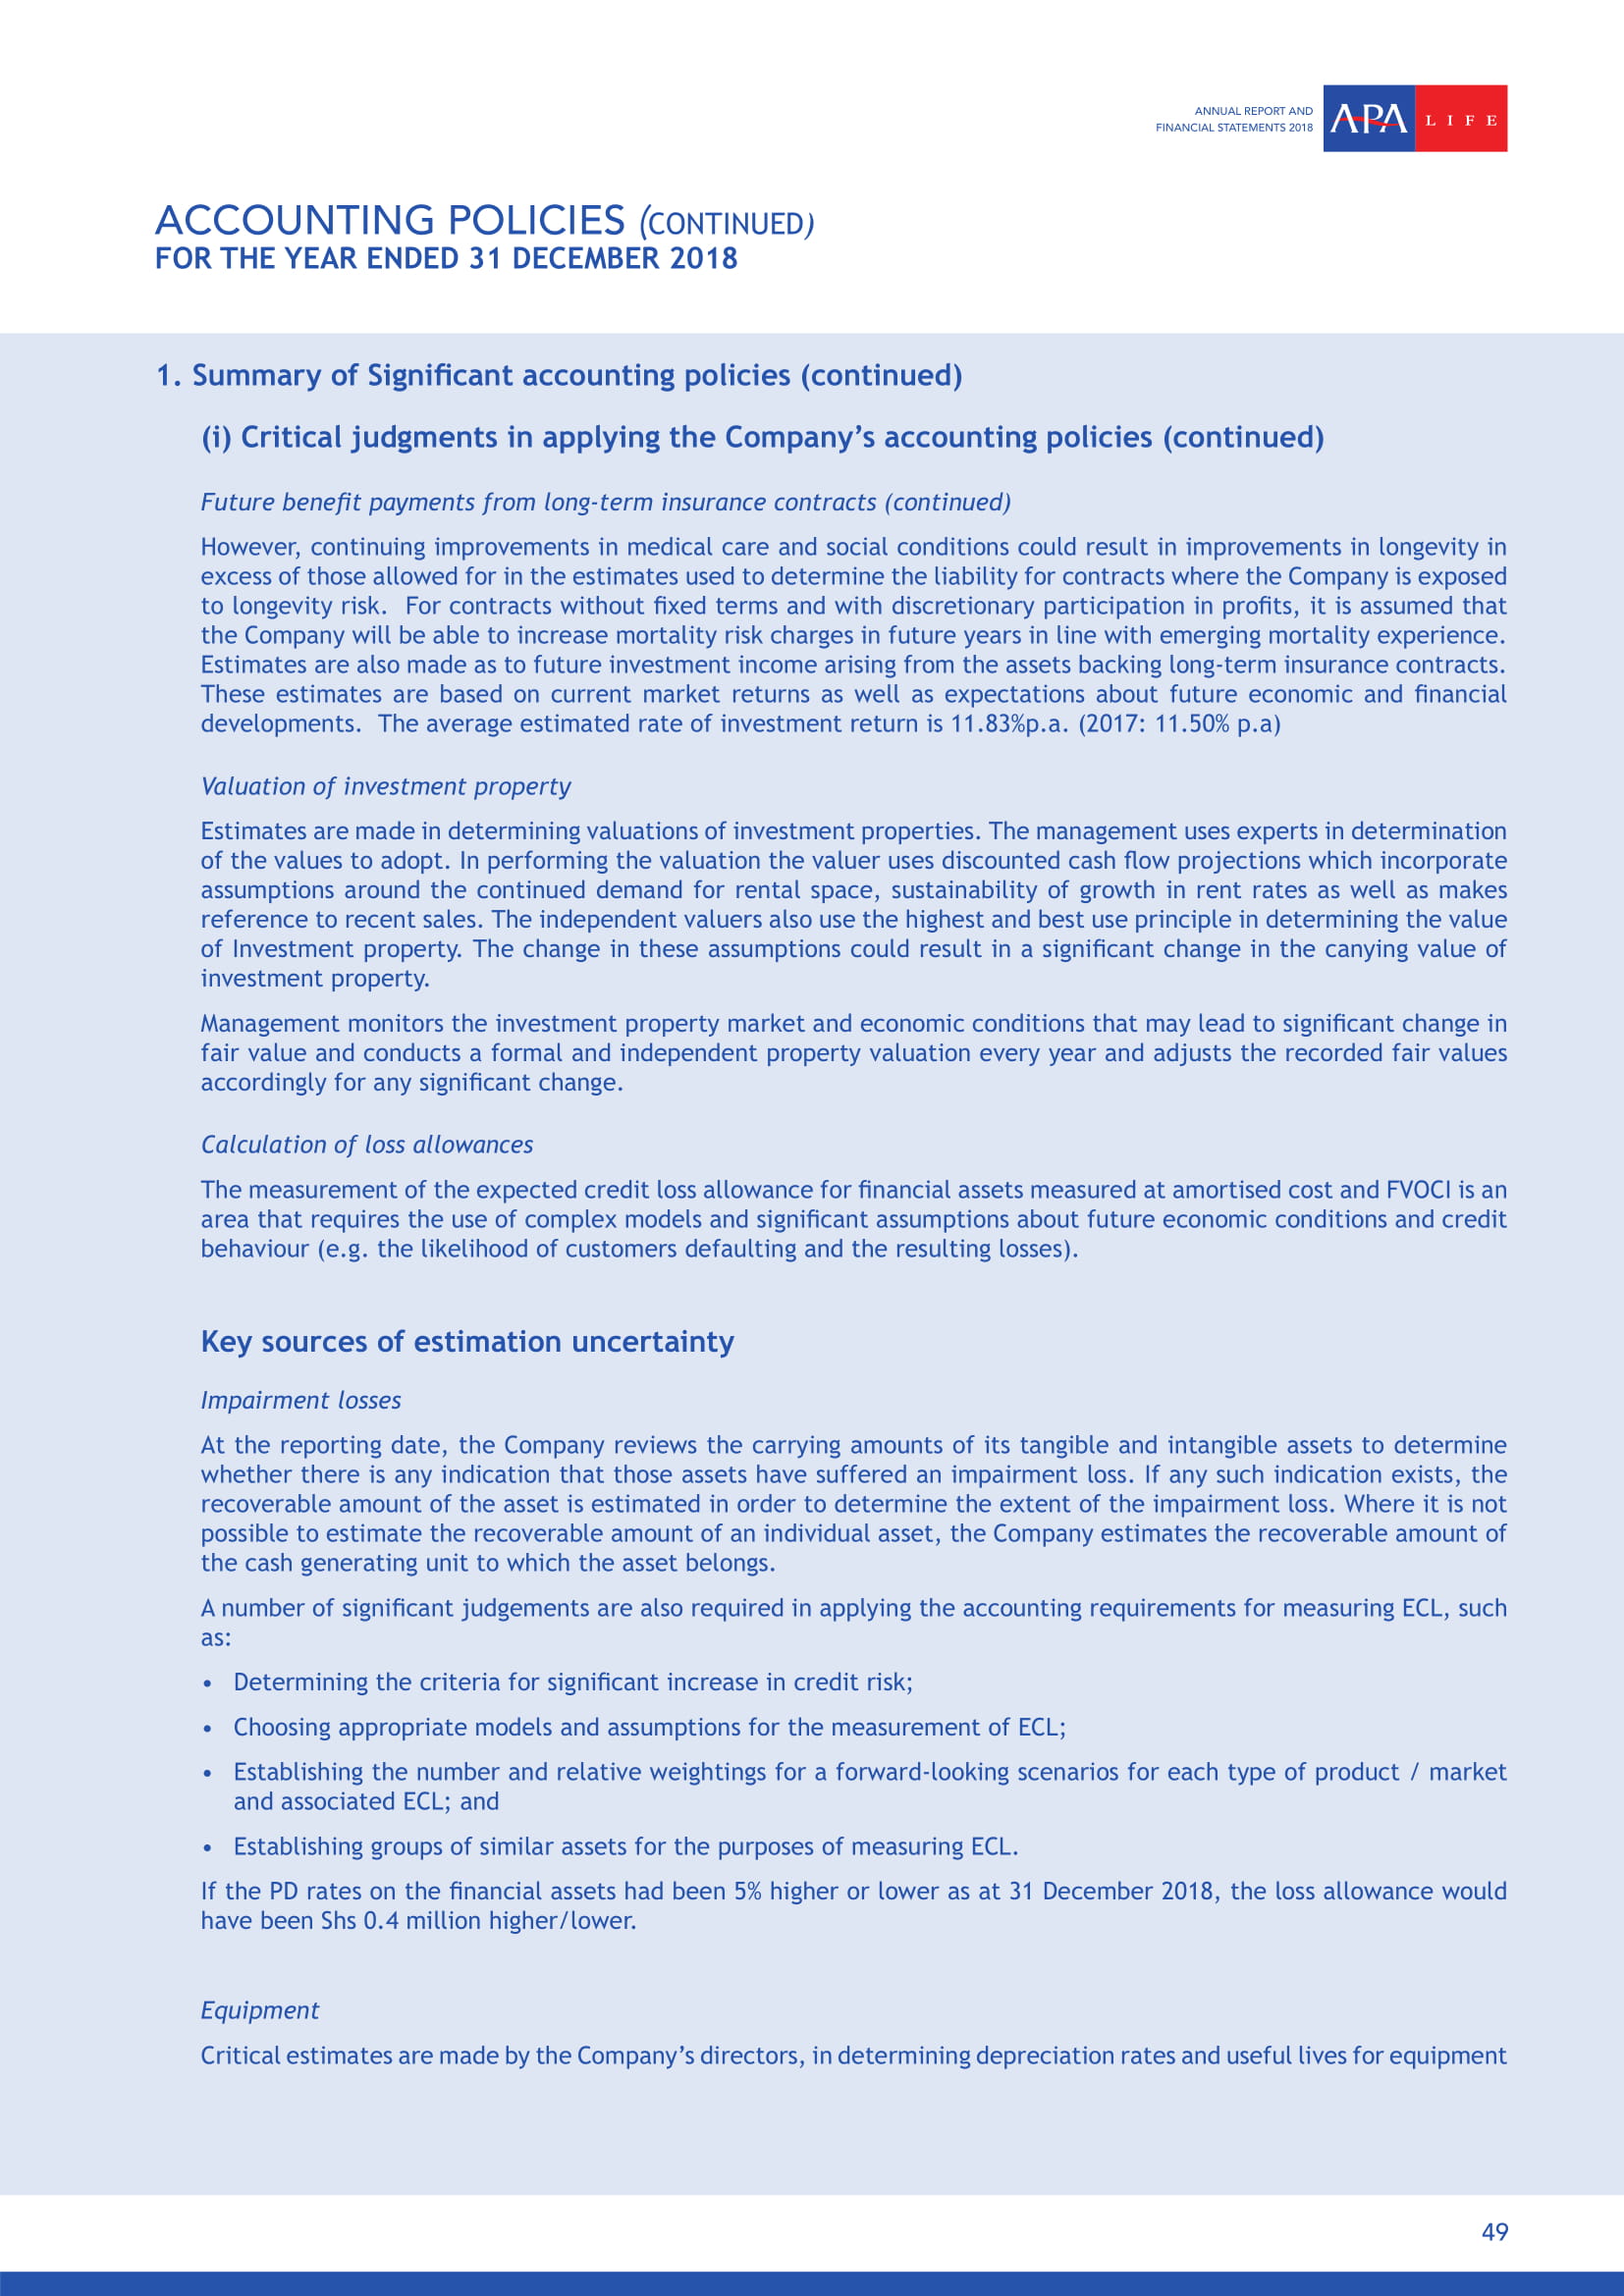 ANNUAL REPORT AND
FINANCIAL STATEMENTS 2018
APA LIFE
ACCOUNTING POLICIES (CONTINUED)
FOR THE YEAR ENDED 31 DECEMBER 2018
1. Summary of Significant accounting policies (continued)
(i) Critical judgments in applying the Company’s accounting policies (continued)
Future benefit payments from long-term insurance contracts (continued)
However, continuing improvements in medical care and social conditions could result in improvements in longevity in
excess of those allowed for in the estimates used to determine the liability for contracts where the Company is exposed
to longevity risk. For contracts without fixed terms and with discretionary participation in profits, it is assumed that
the Company will be able to increase mortality risk charges in future years in line with emerging mortality experience.
Estimates are also made as to future investment income arising from the assets backing long-term insurance contracts.
These estimates are based on current market returns as well as expectations about future economic and financial
developments. The average estimated rate of investment return is 11.83%p.a. (2017: 11.50% p.a)
Valuation of investment property
Estimates are made in determining valuations of investment properties. The management uses experts in determination
of the values to adopt. In performing the valuation the valuer uses discounted cash flow projections which incorporate
assumptions around the continued demand for rental space, sustainability of growth in rent rates as well as makes
reference to recent sales. The independent valuers also use the highest and best use principle in determining the value
of Investment property. The change in these assumptions could result in a significant change in the canying value of
investment property.
Management monitors the investment property market and economic conditions that may lead to significant change in
fair value and conducts a formal and independent property valuation every year and adjusts the recorded fair values
accordingly for any significant change.
Calculation of loss allowances
The measurement of the expected credit loss allowance for financial assets measured at amortised cost and FVOCI is an
area that requires the use of complex models and significant assumptions about future economic conditions and credit
behaviour (e.g. the likelihood of customers defaulting and the resulting losses).
Key sources of estimation uncertainty
Impairment losses
At the reporting date, the Company reviews the carrying amounts of its tangible and intangible assets to determine
whether there is any indication that those assets have suffered an impairment loss. If any such indication exists, the
recoverable amount of the asset is estimated in order to determine the extent of the impairment loss. Where it is not
possible to estimate the recoverable amount of an individual asset, the Company estimates the recoverable amount of
the cash generating unit to which the asset belongs.
A number of significant judgements are also required in applying the accounting requirements for measuring ECL, such
as:
• Determining the criteria for significant increase in credit risk;
• Choosing appropriate models and assumptions for the measurement of ECL;
• Establishing the number and relative weightings for a forward-looking scenarios for each type of product / market
and associated ECL; and
• Establishing groups of similar assets for the purposes of measuring ECL.
If the PD rates on the financial assets had been 5% higher or lower as at 31 December 2018, the loss allowance would
have been Shs 0.4 million higher/lower.
Equipment
Critical estimates are made by the Company’s directors, in determining depreciation rates and useful lives for equipment
49